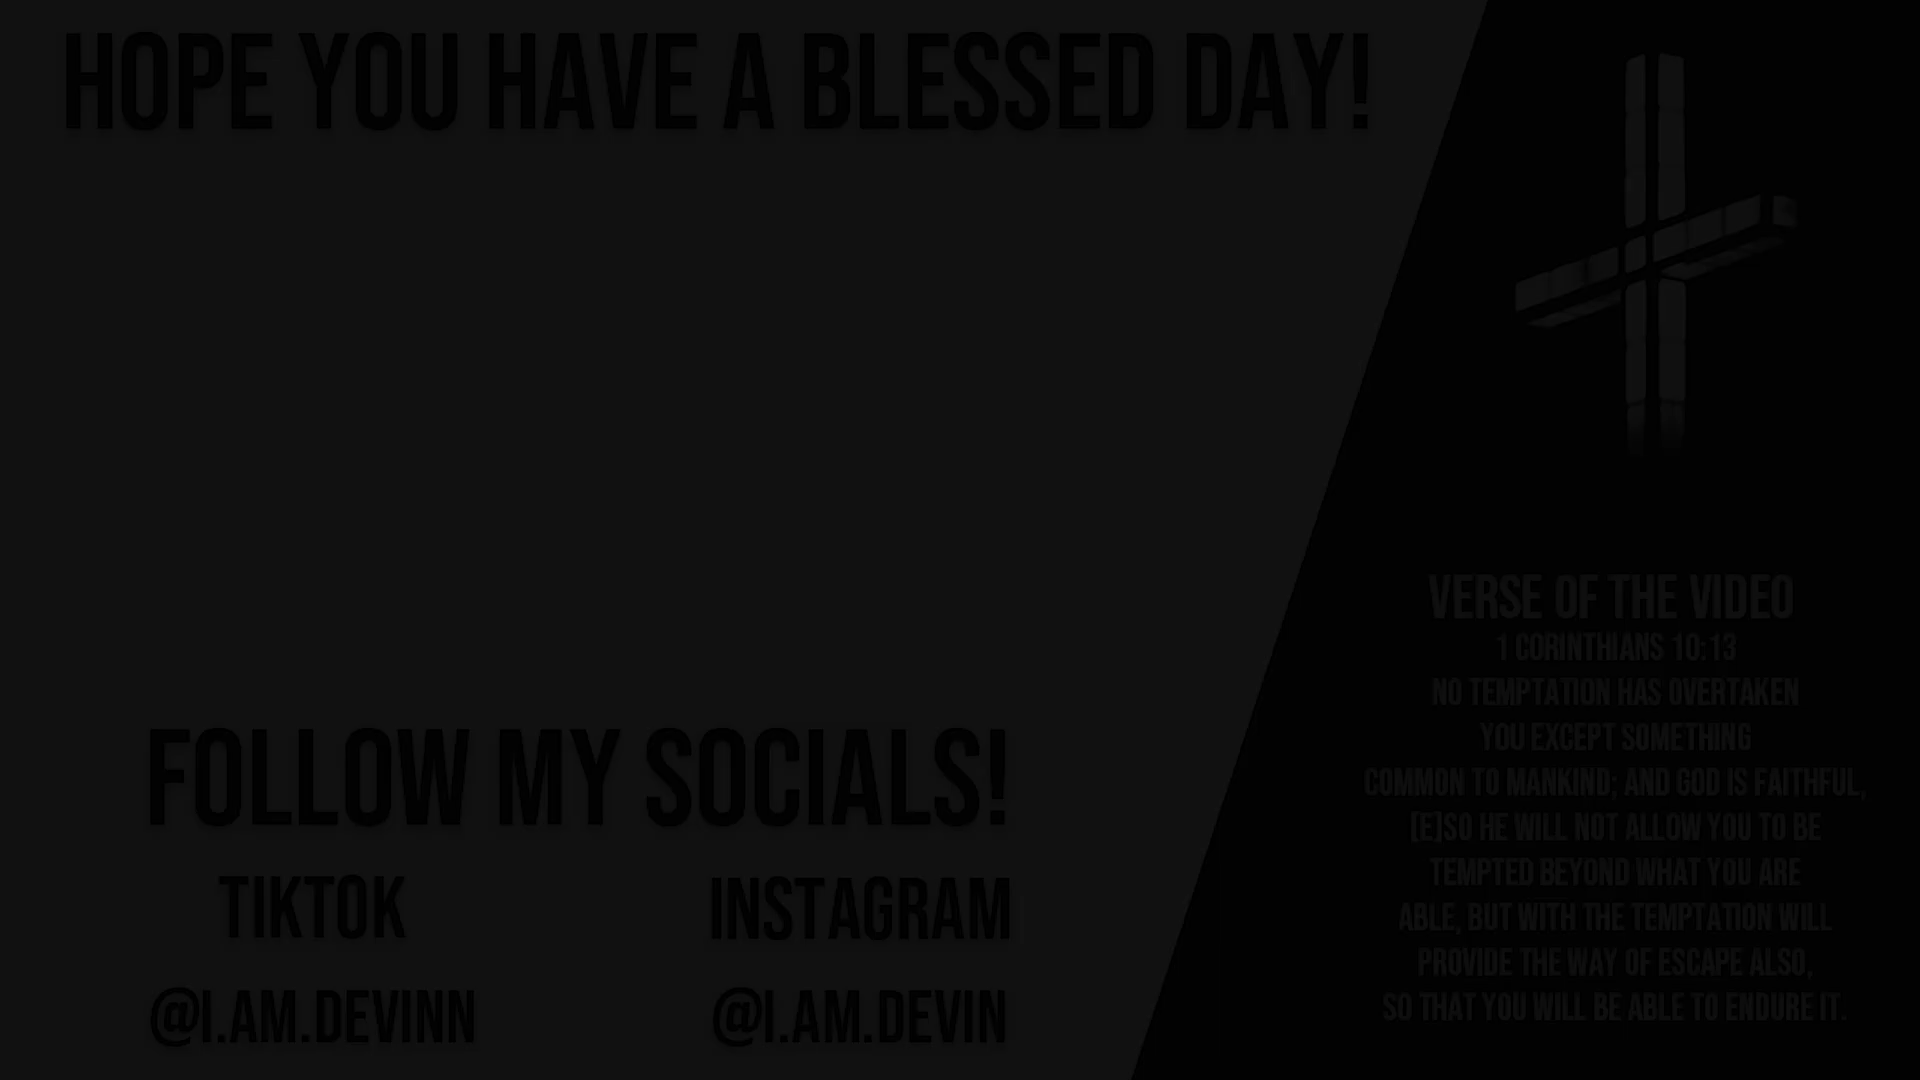 HOPE YOU HAVE A BLESSED DAY!
FOLLOW MY SOCIALS!
TIKTOK
@I.AM.DEVINN
INSTAGRAM
@I.AM.DEVIN
VERSE OF THE VIDEO
1 CORINTHIANS 10:13
NO TEMPTATION HAS OVERTAKEN
YOU EXCEPT SOMETHING
COMMON TO MANKIND; AND GOD IS FAITHFUL,
[E]SO HE WILL NOT ALLOW YOU TO BE
TEMPTED BEYOND WHAT YOU ARE
ABLE, BUT WITH THE TEMPTATION WILL
PROVIDE THE WAY OF ESCAPE ALSO,
SO THAT YOU WILL BE ABLE TO ENDURE IT.